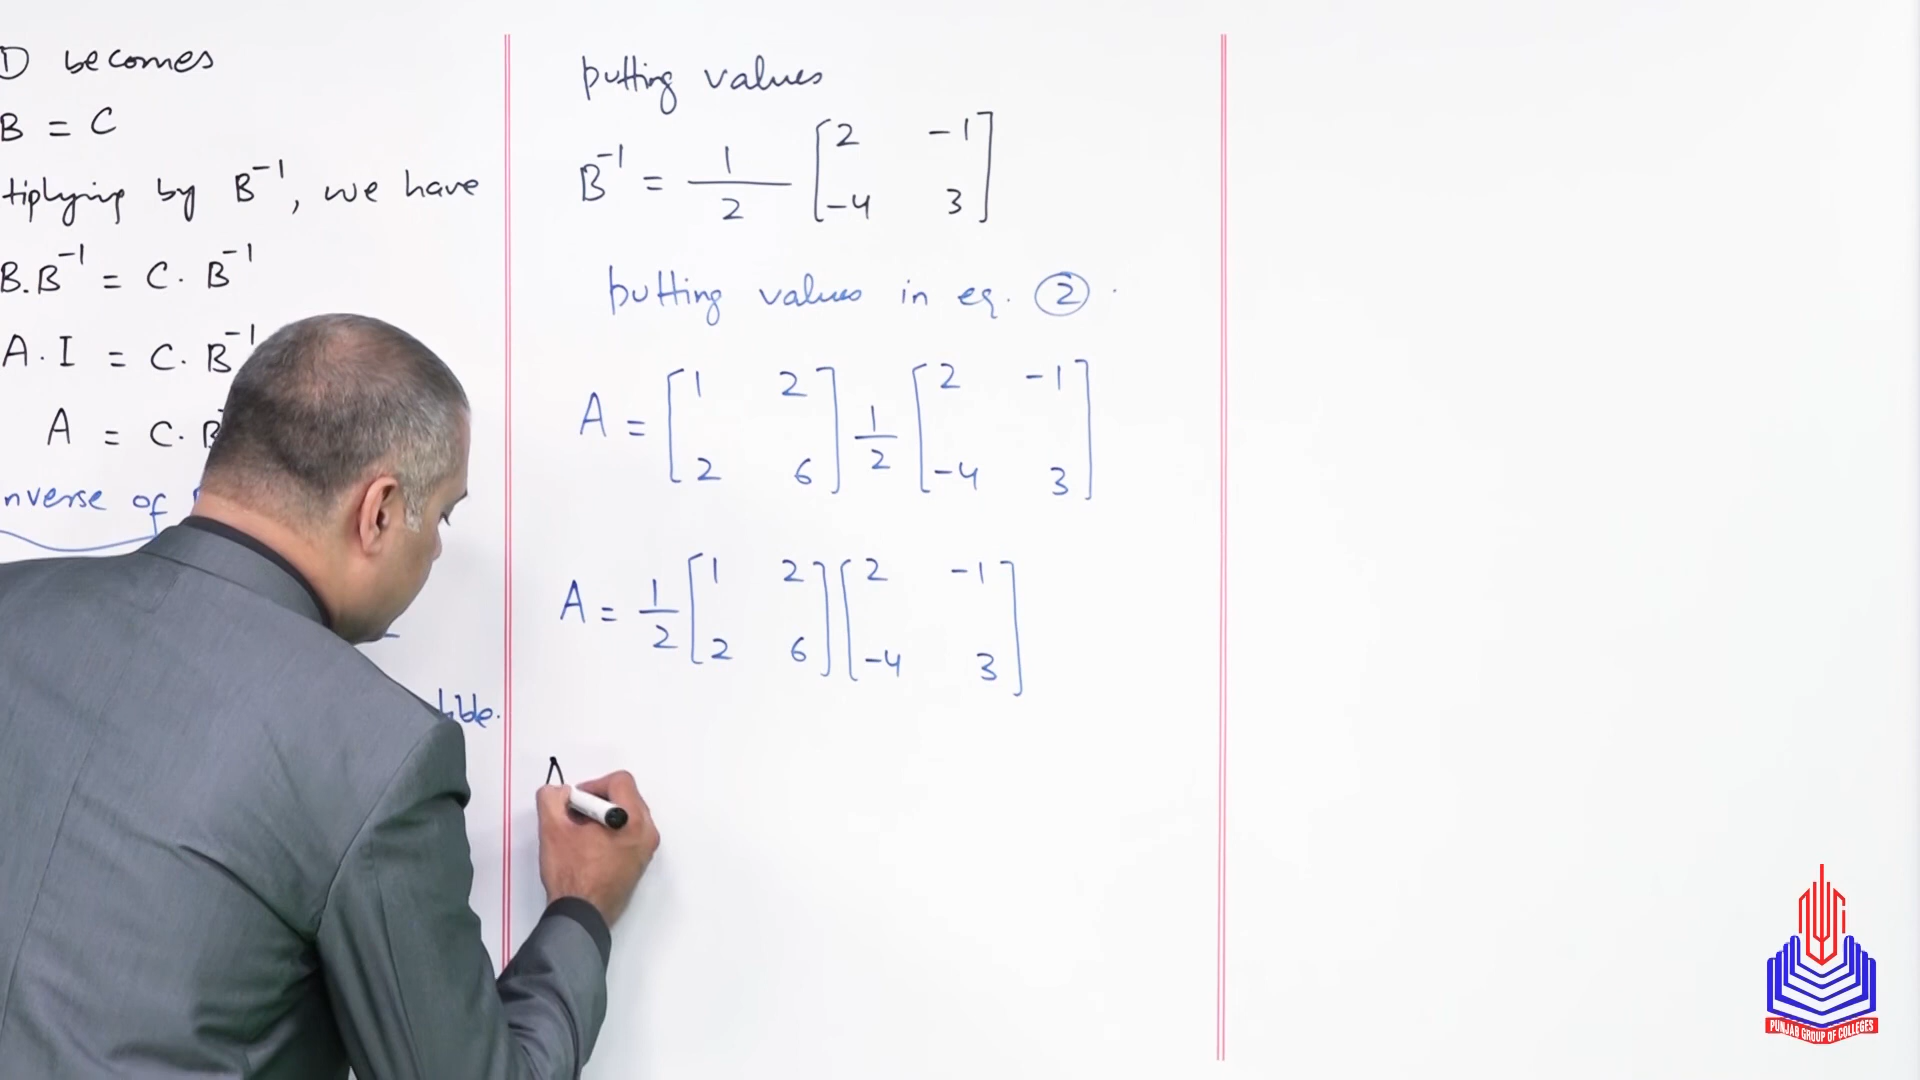 ① becomes
B = C
tiplying by B⁻¹, we have
B.B⁻¹ = C. B⁻¹
A. I = C. B⁻¹
A = C.
nverse of
putting values
B⁻¹ = 1/2 [2 -1
-4 3]
putting values in eq. ② .
A = [1 2
2 6] 1/2 [2 -1
-4 3]
A = 1/2 [1 2
2 6] [2 -1
-4 3]
A
PUNJAB GROUP OF COLLEGES